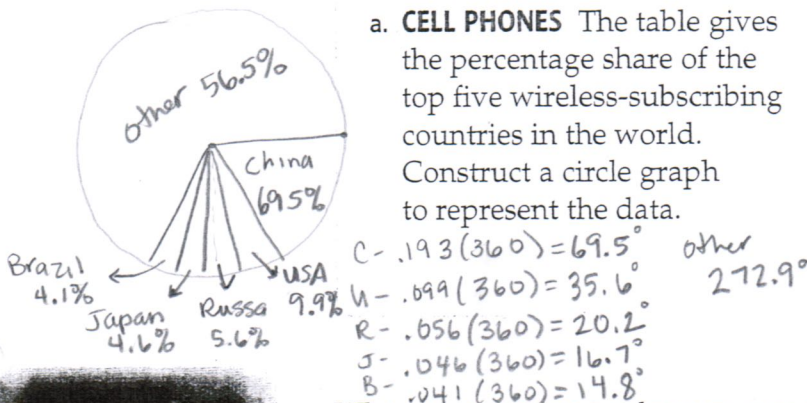 a. CELL PHONES The table gives
the percentage share of the
top five wireless-subscribing
countries in the world.
Construct a circle graph
to represent the data.
other 56.5%
China
69.5%
USA
9.9%
Russa
5.6%
Japan
4.6%
Brazil
4.1%
C- .193(360)=69.5°
U- .099(360)=35.6°
R- .056(360)=20.2°
J- .046(360)=16.7°
B- .041(360)=14.8°
other
272.9°